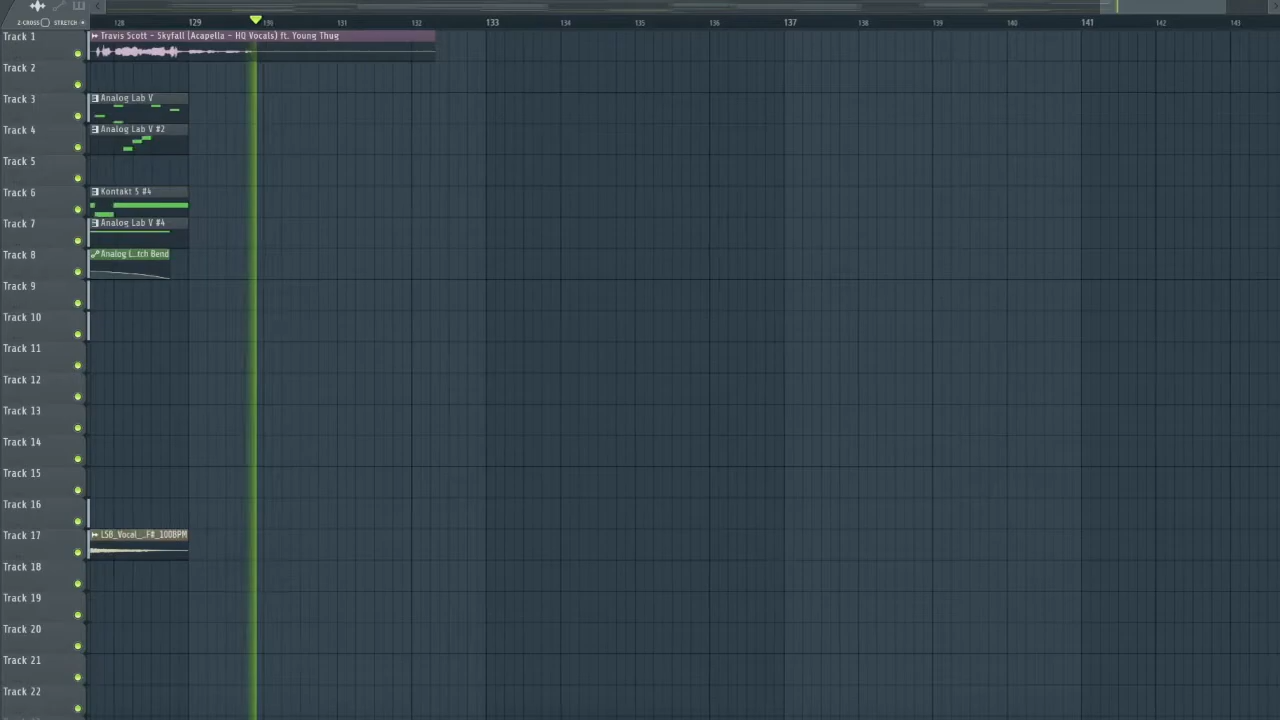 Z-CROSS STRETCH
128 129 130 131 132 133 134 135 136 137 138 139 140 141 142 143
Track 1
Travis Scott - Skyfall (Acapella - HQ Vocals) ft. Young Thug
Track 2
Track 3
Analog Lab V
Track 4
Analog Lab V #2
Track 5
Track 6
Kontakt 5 #4
Track 7
Analog Lab V #4
Track 8
Analog L…tch Bend
Track 9
Track 10
Track 11
Track 12
Track 13
Track 14
Track 15
Track 16
Track 17
LSB_Vocal_…F#_100BPM
Track 18
Track 19
Track 20
Track 21
Track 22